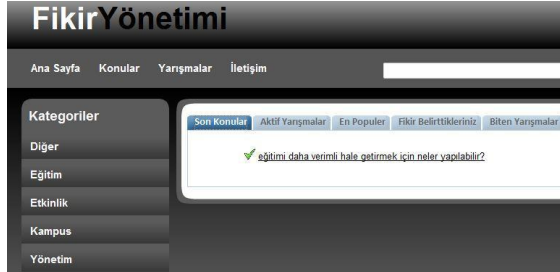 FikirYönetimi
Ana Sayfa Konular Yarışmalar İletişim
Kategoriler
Diğer
Eğitim
Etkinlik
Kampus
Yönetim
Son Konular Aktif Yarışmalar En Populer Fikir Belirttikleriniz Biten Yarışmalar
eğitimi daha verimli hale getirmek için neler yapılabilir?